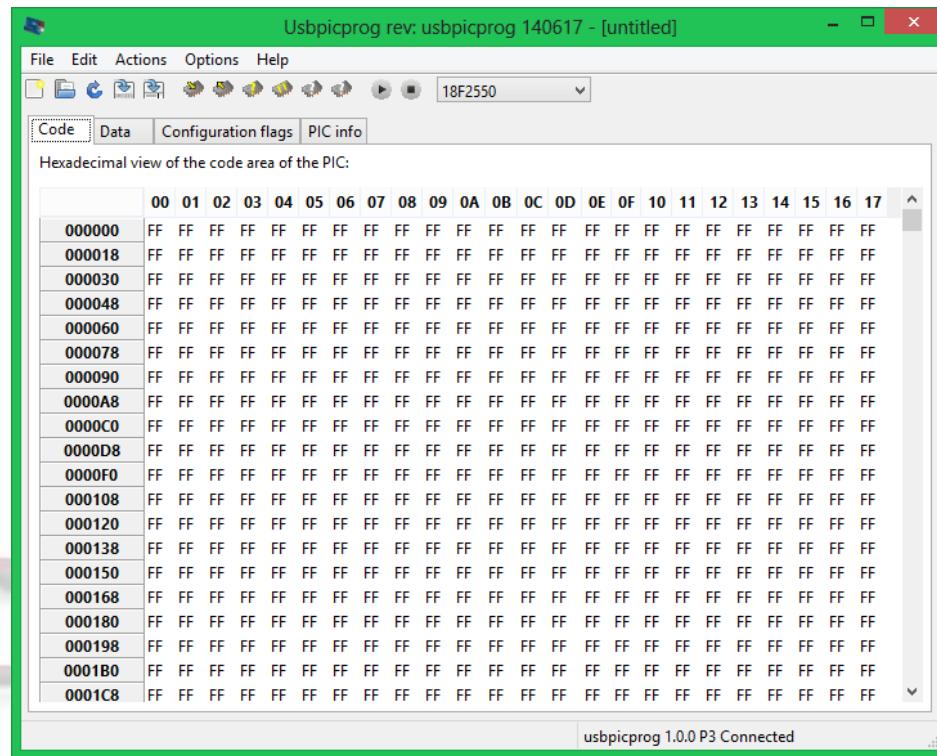 Usbpicprog rev: usbpicprog 140617 - [untitled]
File Edit Actions Options Help
18F2550
Code Data Configuration flags PIC info
Hexadecimal view of the code area of the PIC:
00 01 02 03 04 05 06 07 08 09 0A 0B 0C 0D 0E 0F 10 11 12 13 14 15 16 17
000000 FF FF FF FF FF FF FF FF FF FF FF FF FF FF FF FF FF FF FF FF FF FF FF FF
000018 FF FF FF FF FF FF FF FF FF FF FF FF FF FF FF FF FF FF FF FF FF FF FF FF
000030 FF FF FF FF FF FF FF FF FF FF FF FF FF FF FF FF FF FF FF FF FF FF FF FF
000048 FF FF FF FF FF FF FF FF FF FF FF FF FF FF FF FF FF FF FF FF FF FF FF FF
000060 FF FF FF FF FF FF FF FF FF FF FF FF FF FF FF FF FF FF FF FF FF FF FF FF
000078 FF FF FF FF FF FF FF FF FF FF FF FF FF FF FF FF FF FF FF FF FF FF FF FF
000090 FF FF FF FF FF FF FF FF FF FF FF FF FF FF FF FF FF FF FF FF FF FF FF FF
0000A8 FF FF FF FF FF FF FF FF FF FF FF FF FF FF FF FF FF FF FF FF FF FF FF FF
0000C0 FF FF FF FF FF FF FF FF FF FF FF FF FF FF FF FF FF FF FF FF FF FF FF FF
0000D8 FF FF FF FF FF FF FF FF FF FF FF FF FF FF FF FF FF FF FF FF FF FF FF FF
0000F0 FF FF FF FF FF FF FF FF FF FF FF FF FF FF FF FF FF FF FF FF FF FF FF FF
000108 FF FF FF FF FF FF FF FF FF FF FF FF FF FF FF FF FF FF FF FF FF FF FF FF
000120 FF FF FF FF FF FF FF FF FF FF FF FF FF FF FF FF FF FF FF FF FF FF FF FF
000138 FF FF FF FF FF FF FF FF FF FF FF FF FF FF FF FF FF FF FF FF FF FF FF FF
000150 FF FF FF FF FF FF FF FF FF FF FF FF FF FF FF FF FF FF FF FF FF FF FF FF
000168 FF FF FF FF FF FF FF FF FF FF FF FF FF FF FF FF FF FF FF FF FF FF FF FF
000180 FF FF FF FF FF FF FF FF FF FF FF FF FF FF FF FF FF FF FF FF FF FF FF FF
000198 FF FF FF FF FF FF FF FF FF FF FF FF FF FF FF FF FF FF FF FF FF FF FF FF
0001B0 FF FF FF FF FF FF FF FF FF FF FF FF FF FF FF FF FF FF FF FF FF FF FF FF
0001C8 FF FF FF FF FF FF FF FF FF FF FF FF FF FF FF FF FF FF FF FF FF FF FF FF
usbpicprog 1.0.0 P3 Connected